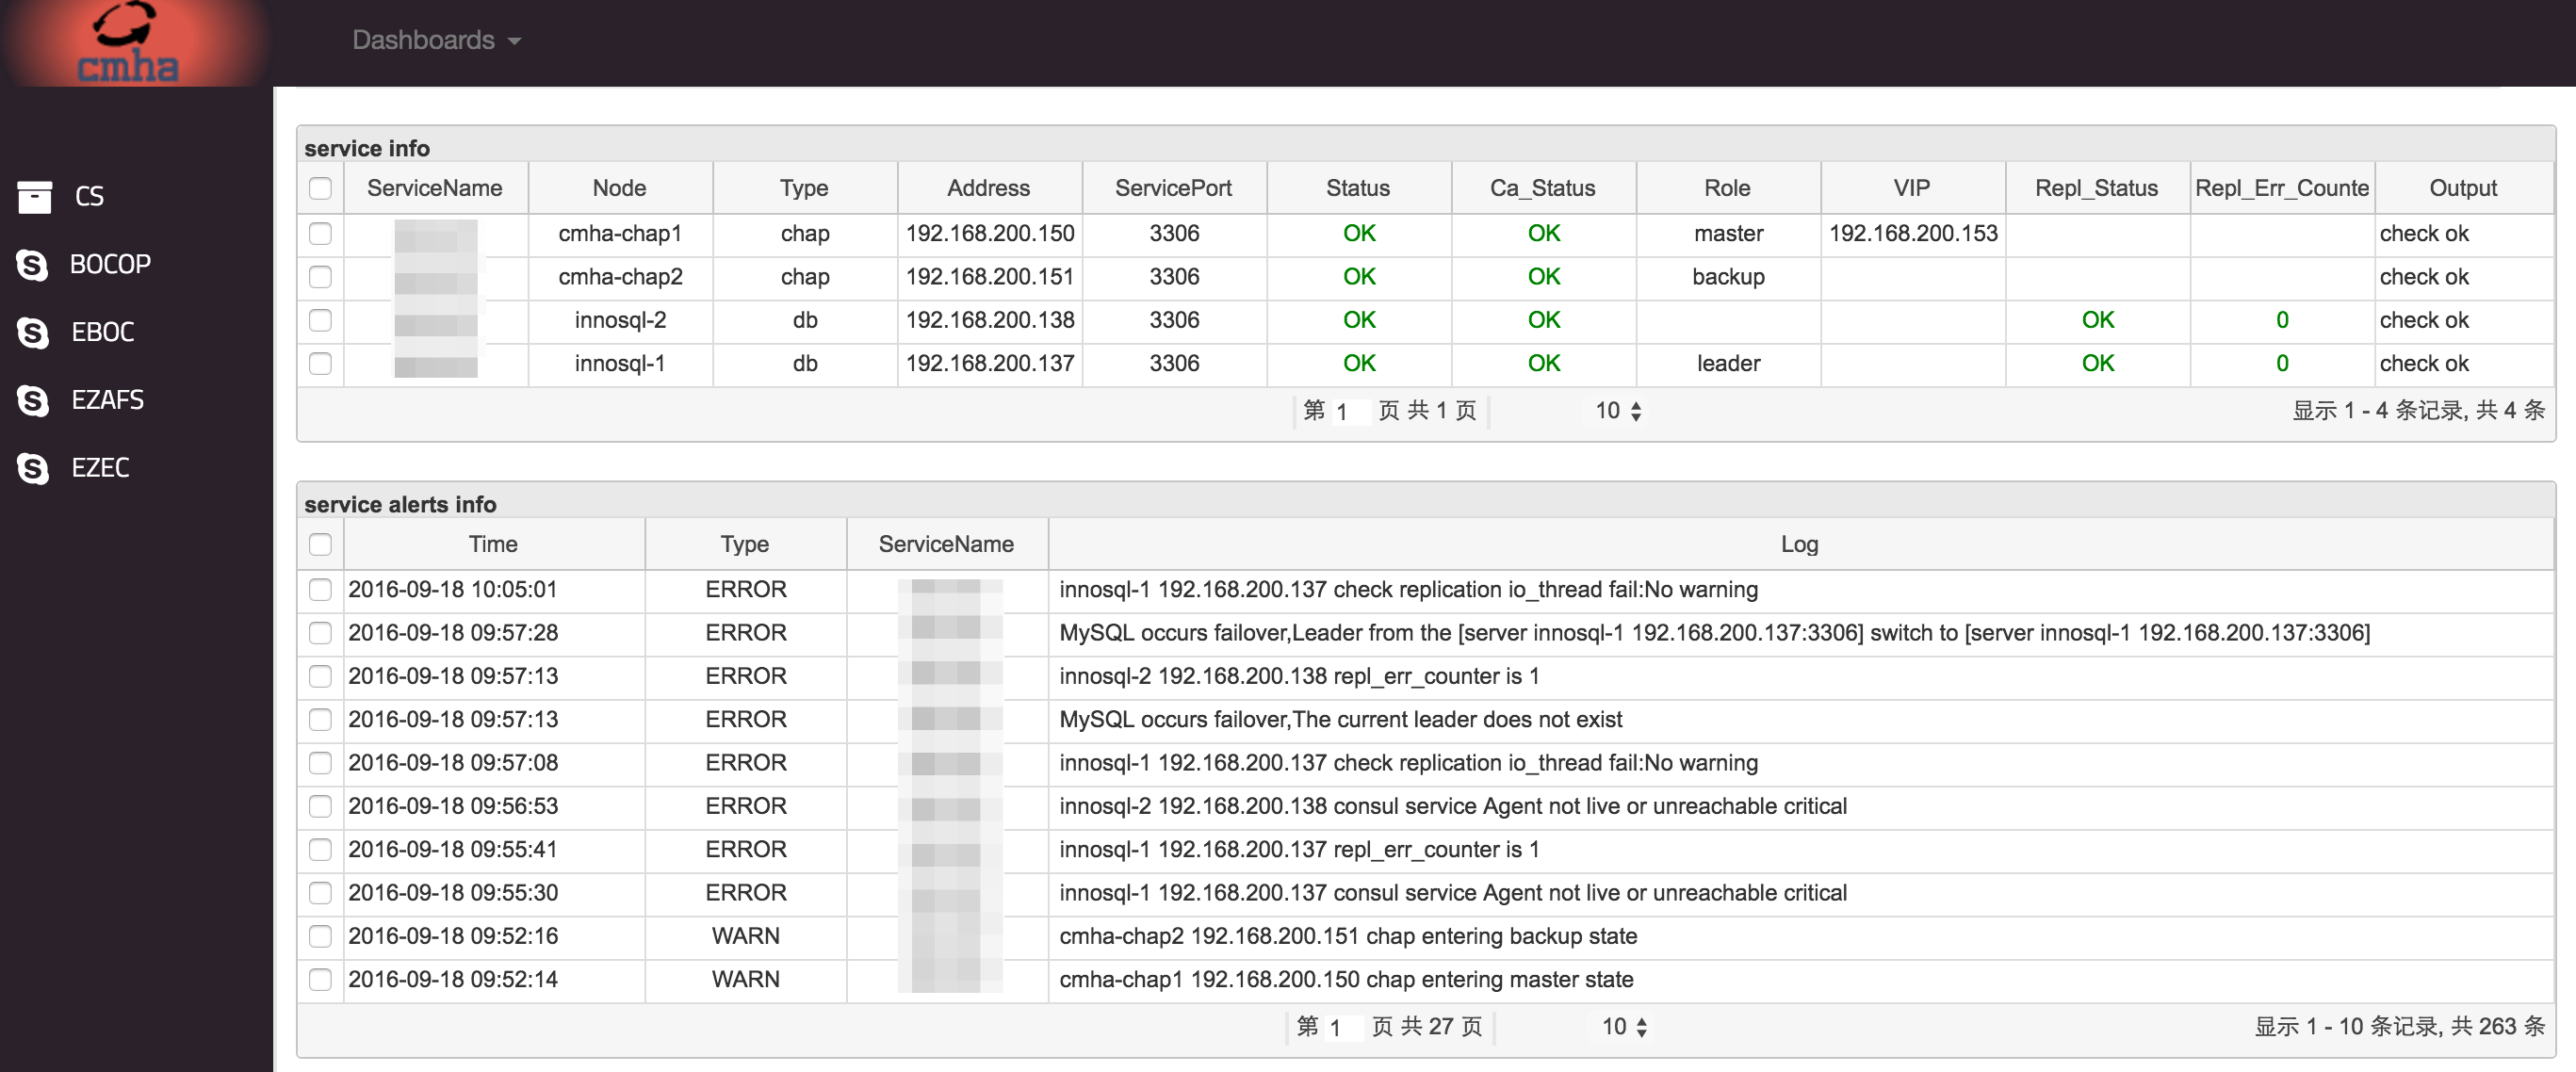 cmha
Dashboards
CS
BOCOP
EBOC
EZAFS
EZEC
service info
ServiceName Node Type Address ServicePort Status Ca_Status Role VIP Repl_Status Repl_Err_Counte Output
cmha-chap1 chap 192.168.200.150 3306 OK OK master 192.168.200.153 check ok
cmha-chap2 chap 192.168.200.151 3306 OK OK backup check ok
innosql-2 db 192.168.200.138 3306 OK OK OK 0 check ok
innosql-1 db 192.168.200.137 3306 OK OK leader OK 0 check ok
第 1 页 共 1 页 10 显示 1 - 4 条记录, 共 4 条
service alerts info
Time Type ServiceName Log
2016-09-18 10:05:01 ERROR innosql-1 192.168.200.137 check replication io_thread fail:No warning
2016-09-18 09:57:28 ERROR MySQL occurs failover,Leader from the [server innosql-1 192.168.200.137:3306] switch to [server innosql-1 192.168.200.137:3306]
2016-09-18 09:57:13 ERROR innosql-2 192.168.200.138 repl_err_counter is 1
2016-09-18 09:57:13 ERROR MySQL occurs failover,The current leader does not exist
2016-09-18 09:57:08 ERROR innosql-1 192.168.200.137 check replication io_thread fail:No warning
2016-09-18 09:56:53 ERROR innosql-2 192.168.200.138 consul service Agent not live or unreachable critical
2016-09-18 09:55:41 ERROR innosql-1 192.168.200.137 repl_err_counter is 1
2016-09-18 09:55:30 ERROR innosql-1 192.168.200.137 consul service Agent not live or unreachable critical
2016-09-18 09:52:16 WARN cmha-chap2 192.168.200.151 chap entering backup state
2016-09-18 09:52:14 WARN cmha-chap1 192.168.200.150 chap entering master state
第 1 页 共 27 页 10 显示 1 - 10 条记录, 共 263 条